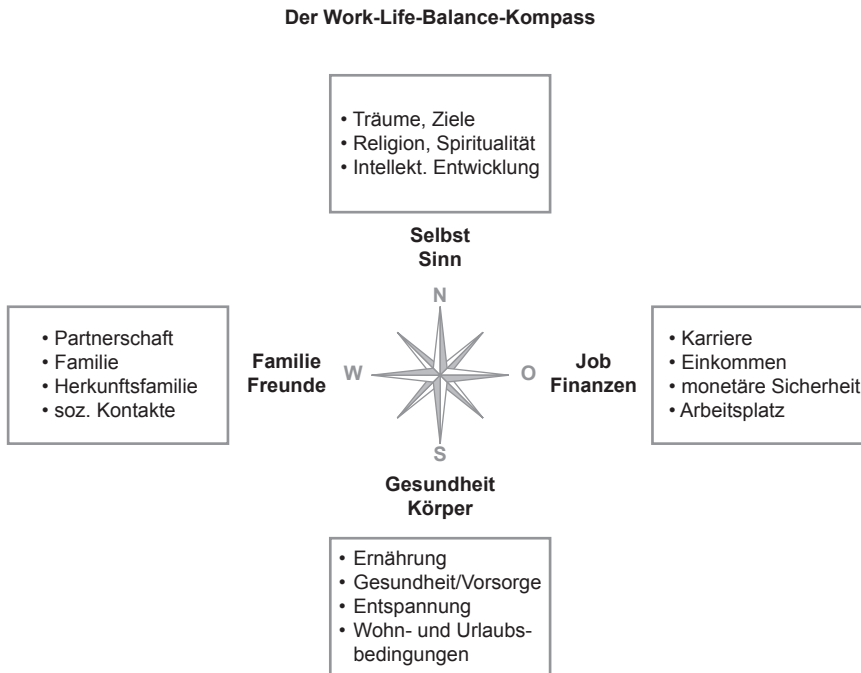 Der Work-Life-Balance-Kompass
• Träume, Ziele
• Religion, Spiritualität
• Intellekt. Entwicklung
Selbst
Sinn
N
• Partnerschaft
• Familie
• Herkunftsfamilie
• soz. Kontakte
Familie
Freunde
W
O
Job
Finanzen
• Karriere
• Einkommen
• monetäre Sicherheit
• Arbeitsplatz
S
Gesundheit
Körper
• Ernährung
• Gesundheit/Vorsorge
• Entspannung
• Wohn- und Urlaubs-
bedingungen